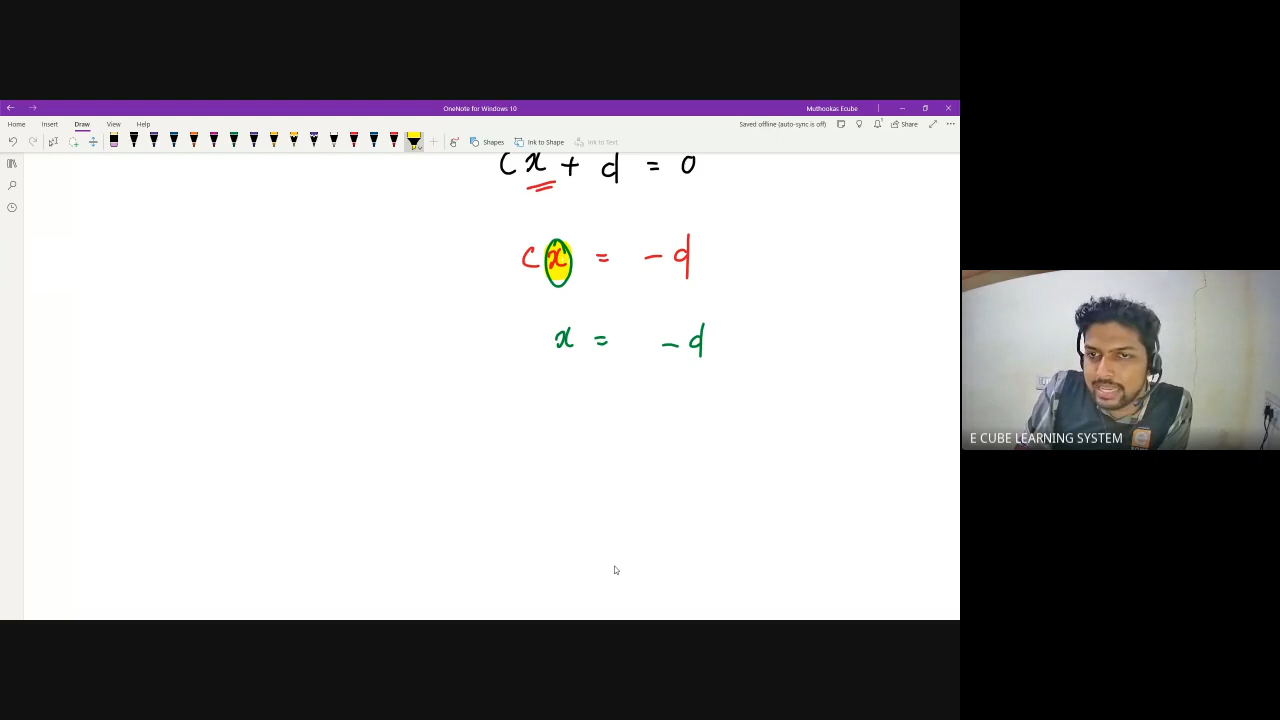 OneNote for Windows 10
Muthookas Ecube
Home Insert Draw View Help
Saved offline (auto-sync is off)
Share
Shapes
Ink to Shape
Ink to Text
cx + d = 0
cx = -d
x = -d
E CUBE LEARNING SYSTEM